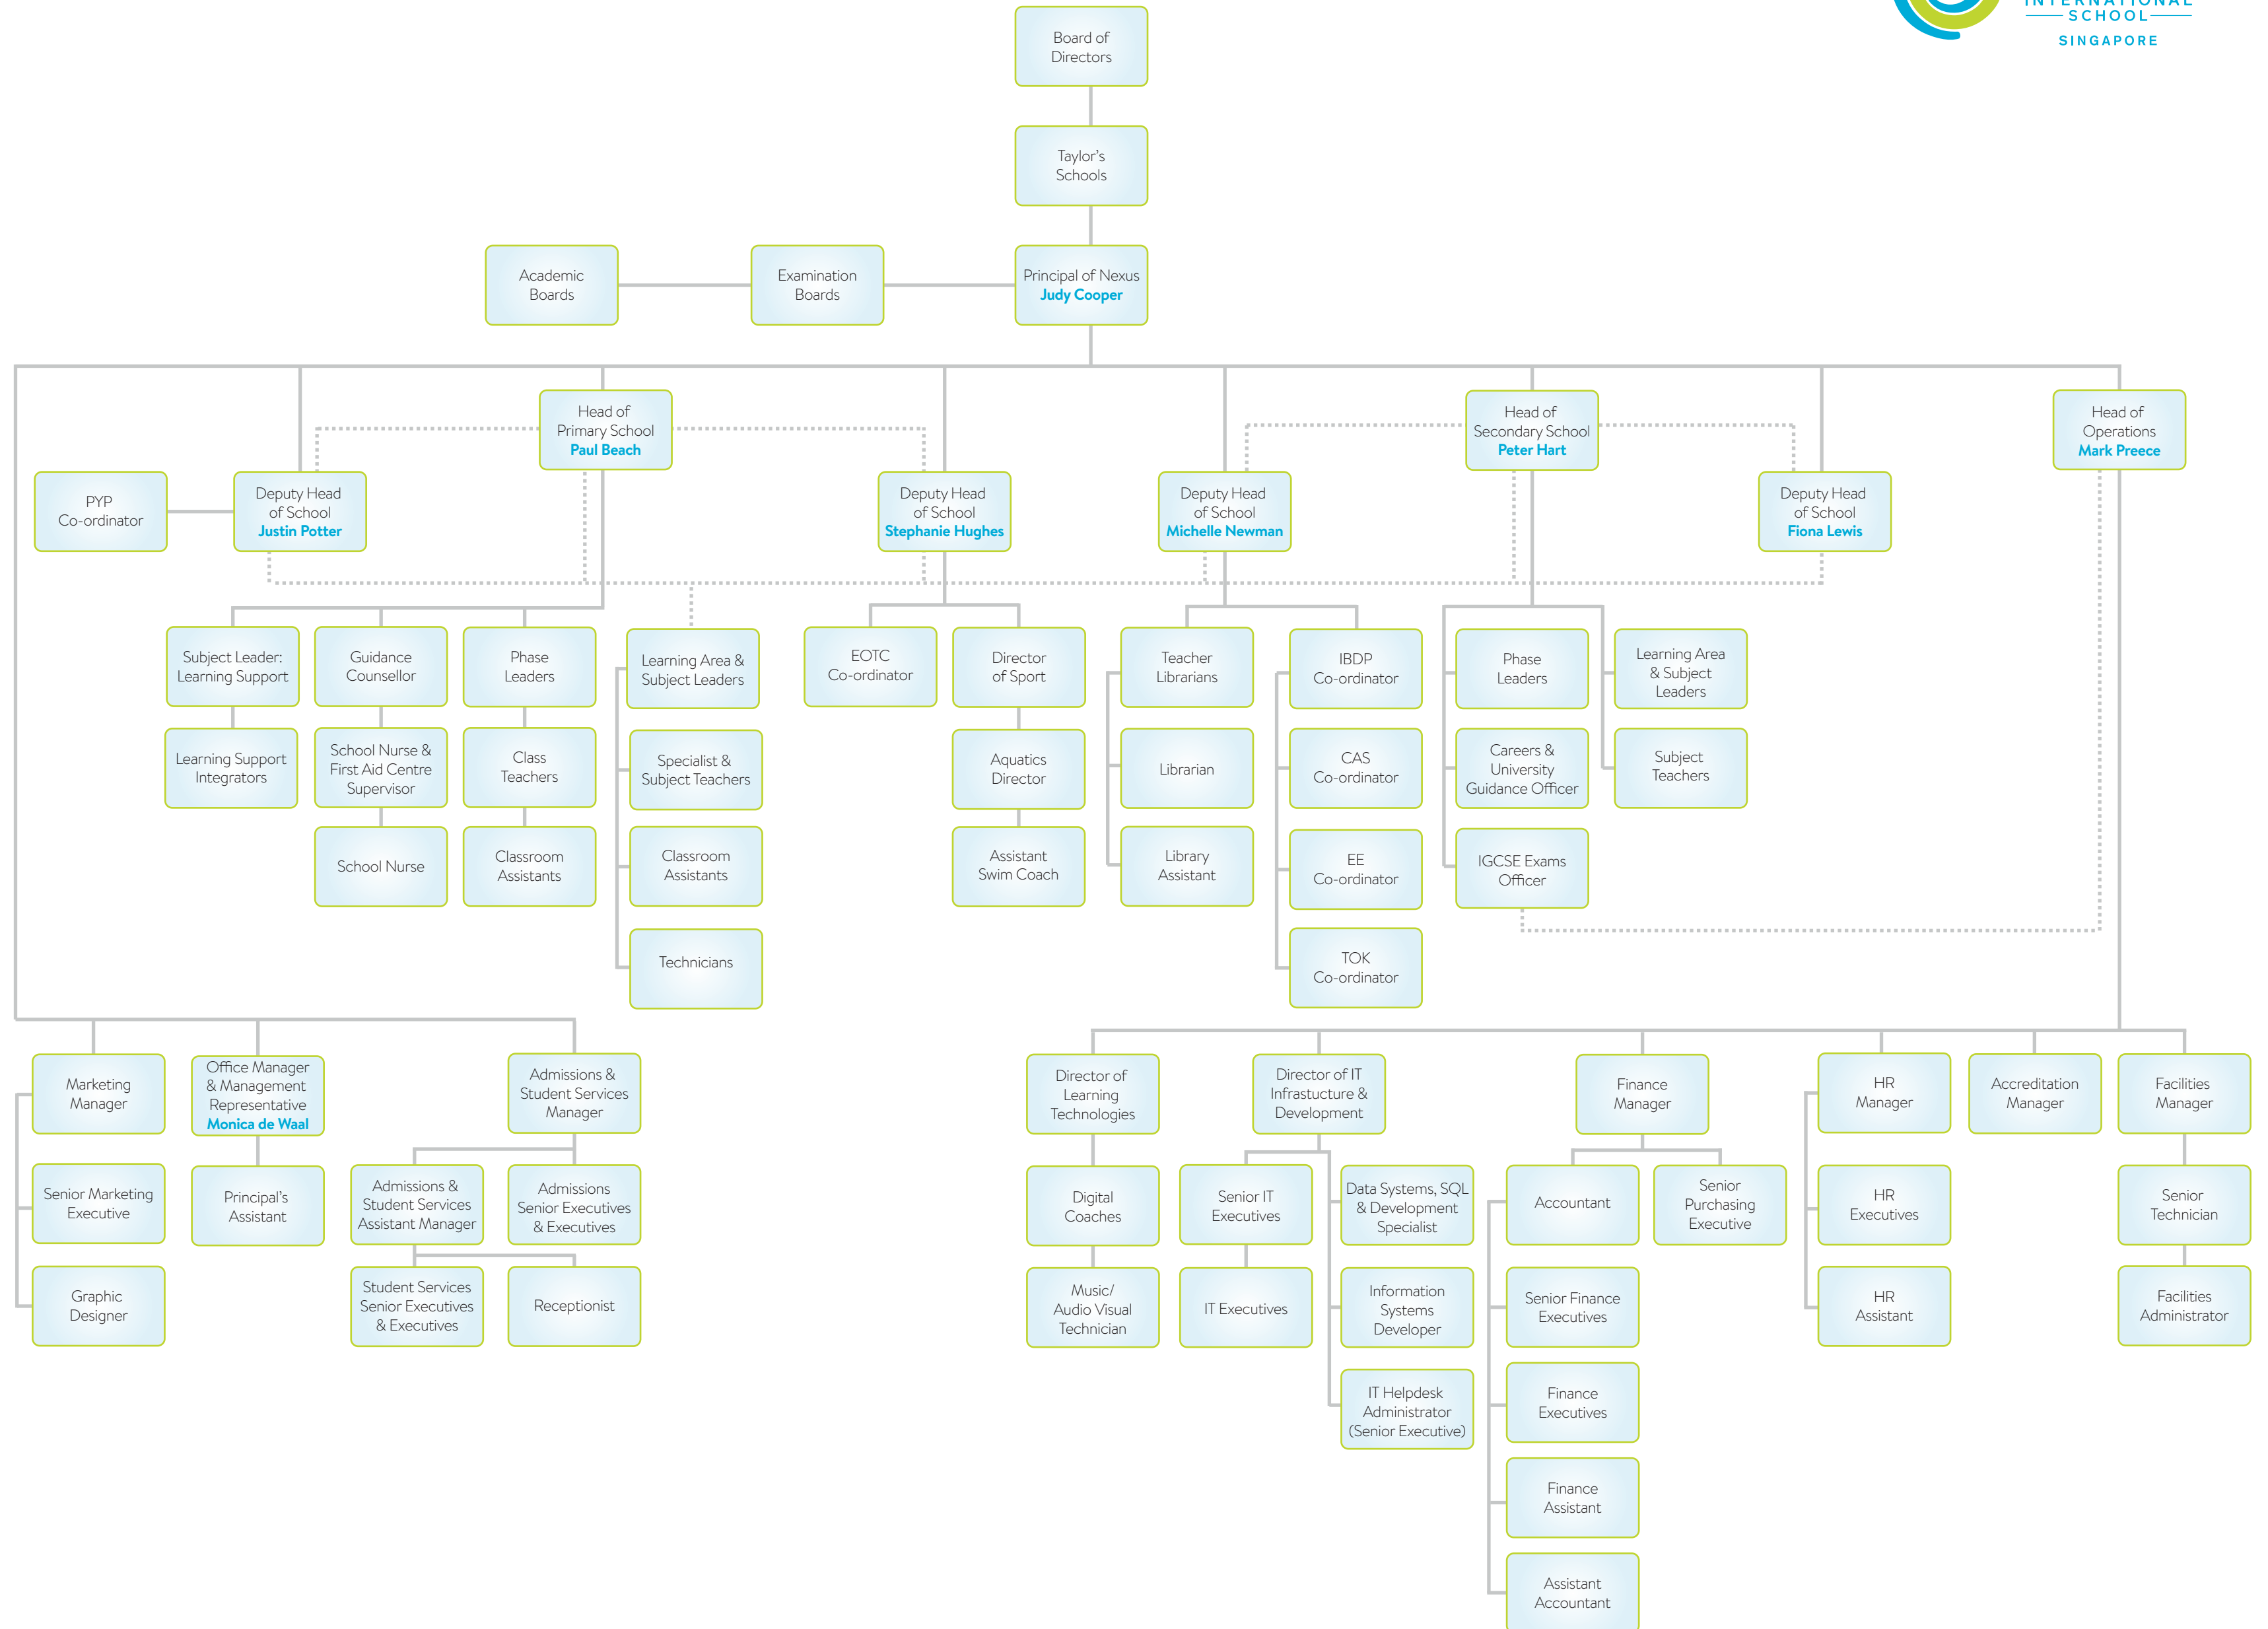 INTERNATIONAL
SCHOOL
SINGAPORE
Board of
Directors
Taylor's
Schools
Academic
Boards
Examination
Boards
Principal of Nexus
Judy Cooper
Head of
Primary School
Paul Beach
Head of
Secondary School
Peter Hart
Head of
Operations
Mark Preece
PYP
Co-ordinator
Deputy Head
of School
Justin Potter
Deputy Head
of School
Stephanie Hughes
Deputy Head
of School
Michelle Newman
Deputy Head
of School
Fiona Lewis
Subject Leader:
Learning Support
Guidance
Counsellor
Phase
Leaders
Learning Area &
Subject Leaders
EOTC
Co-ordinator
Director
of Sport
Teacher
Librarians
IBDP
Co-ordinator
Phase
Leaders
Learning Area
& Subject
Leaders
Learning Support
Integrators
School Nurse &
First Aid Centre
Supervisor
Class
Teachers
Specialist &
Subject Teachers
Aquatics
Director
Librarian
CAS
Co-ordinator
Careers &
University
Guidance Officer
Subject
Teachers
School Nurse
Classroom
Assistants
Classroom
Assistants
Assistant
Swim Coach
Library
Assistant
EE
Co-ordinator
IGCSE Exams
Officer
Technicians
TOK
Co-ordinator
Marketing
Manager
Office Manager
& Management
Representative
Monica de Waal
Admissions &
Student Services
Manager
Director of
Learning
Technologies
Director of IT
Infrastucture &
Development
Finance
Manager
HR
Manager
Accreditation
Manager
Facilities
Manager
Senior Marketing
Executive
Principal's
Assistant
Admissions &
Student Services
Assistant Manager
Admissions
Senior Executives
& Executives
Digital
Coaches
Senior IT
Executives
Data Systems, SQL
& Development
Specialist
Accountant
Senior
Purchasing
Executive
HR
Executives
Senior
Technician
Graphic
Designer
Student Services
Senior Executives
& Executives
Receptionist
Music/
Audio Visual
Technician
IT Executives
Information
Systems
Developer
Senior Finance
Executives
HR
Assistant
Facilities
Administrator
IT Helpdesk
Administrator
(Senior Executive)
Finance
Executives
Finance
Assistant
Assistant
Accountant